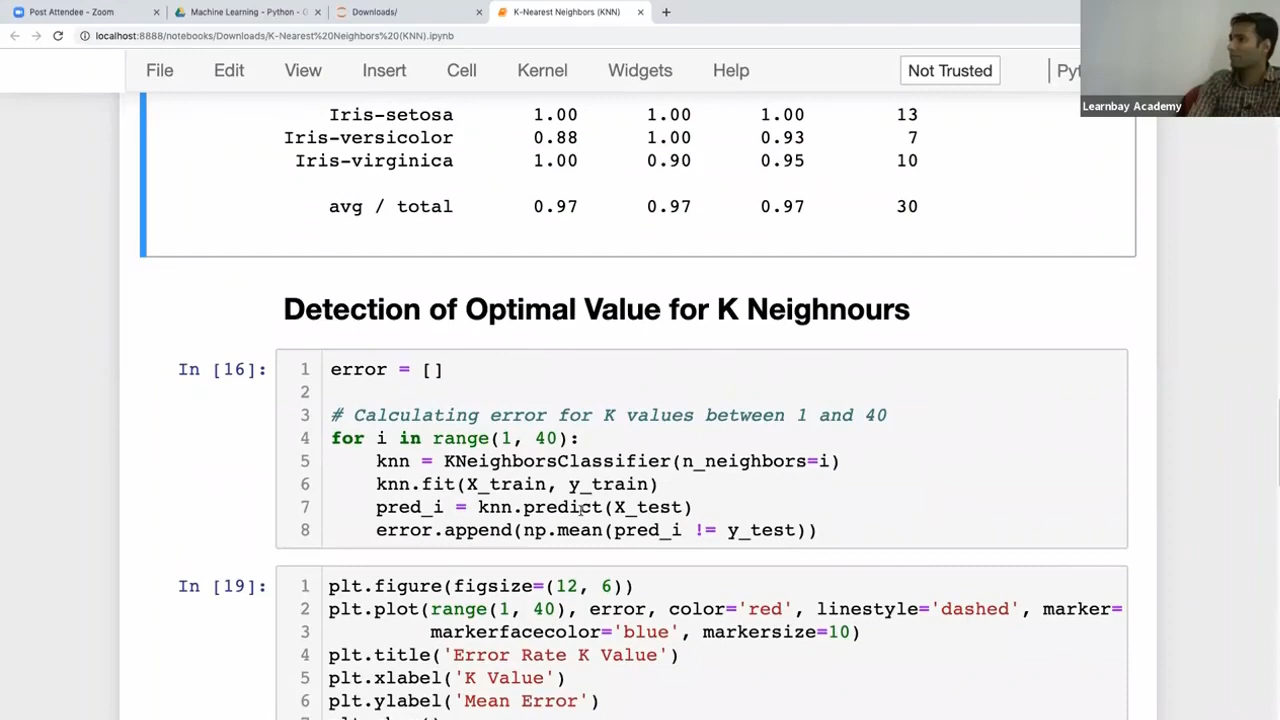 Post Attendee - Zoom
Machine Learning - Python -
Downloads/
K-Nearest Neighbors (KNN)
localhost:8888/notebooks/Downloads/K-Nearest%20Neighbors%20(KNN).ipynb
File Edit View Insert Cell Kernel Widgets Help Not Trusted
Learnbay Academy
Iris-setosa 1.00 1.00 1.00 13
Iris-versicolor 0.88 1.00 0.93 7
Iris-virginica 1.00 0.90 0.95 10
avg / total 0.97 0.97 0.97 30
Detection of Optimal Value for K Neighnours
In [16]: 1 error = []
2
3 # Calculating error for K values between 1 and 40
4 for i in range(1, 40):
5 knn = KNeighborsClassifier(n_neighbors=i)
6 knn.fit(X_train, y_train)
7 pred_i = knn.predict(X_test)
8 error.append(np.mean(pred_i != y_test))
In [19]: 1 plt.figure(figsize=(12, 6))
2 plt.plot(range(1, 40), error, color='red', linestyle='dashed', marker=
3 markerfacecolor='blue', markersize=10)
4 plt.title('Error Rate K Value')
5 plt.xlabel('K Value')
6 plt.ylabel('Mean Error')